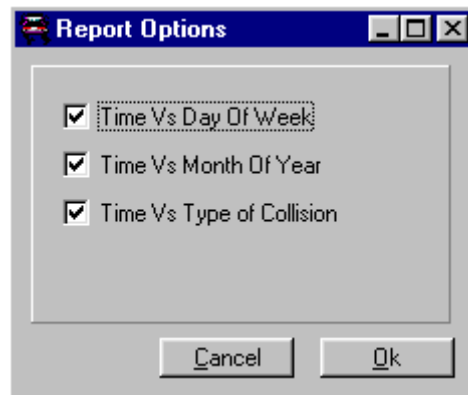 Report Options
Time Vs Day Of Week
Time Vs Month Of Year
Time Vs Type of Collision
Cancel
Ok